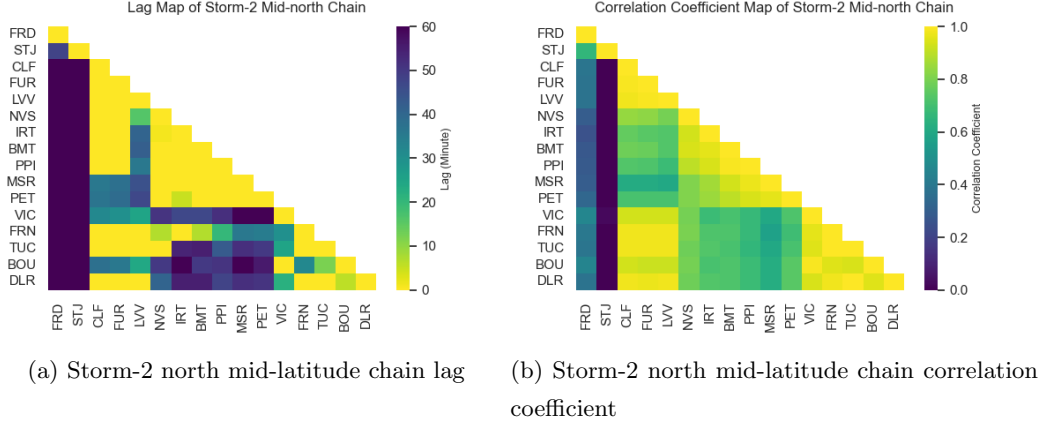 Lag Map of Storm-2 Mid-north Chain
FRD
STJ
CLF
FUR
LVV
NVS
IRT
BMT
PPI
MSR
PET
VIC
FRN
TUC
BOU
DLR
FRD STJ CLF FUR LVV NVS IRT BMT PPI MSR PET VIC FRN TUC BOU DLR
60
50
40
30
20
10
0
Lag (Minute)
(a) Storm-2 north mid-latitude chain lag
Correlation Coefficient Map of Storm-2 Mid-north Chain
FRD
STJ
CLF
FUR
LVV
NVS
IRT
BMT
PPI
MSR
PET
VIC
FRN
TUC
BOU
DLR
FRD STJ CLF FUR LVV NVS IRT BMT PPI MSR PET VIC FRN TUC BOU DLR
1.0
0.8
0.6
0.4
0.2
0.0
Correlation Coefficient
(b) Storm-2 north mid-latitude chain correlation
coefficient